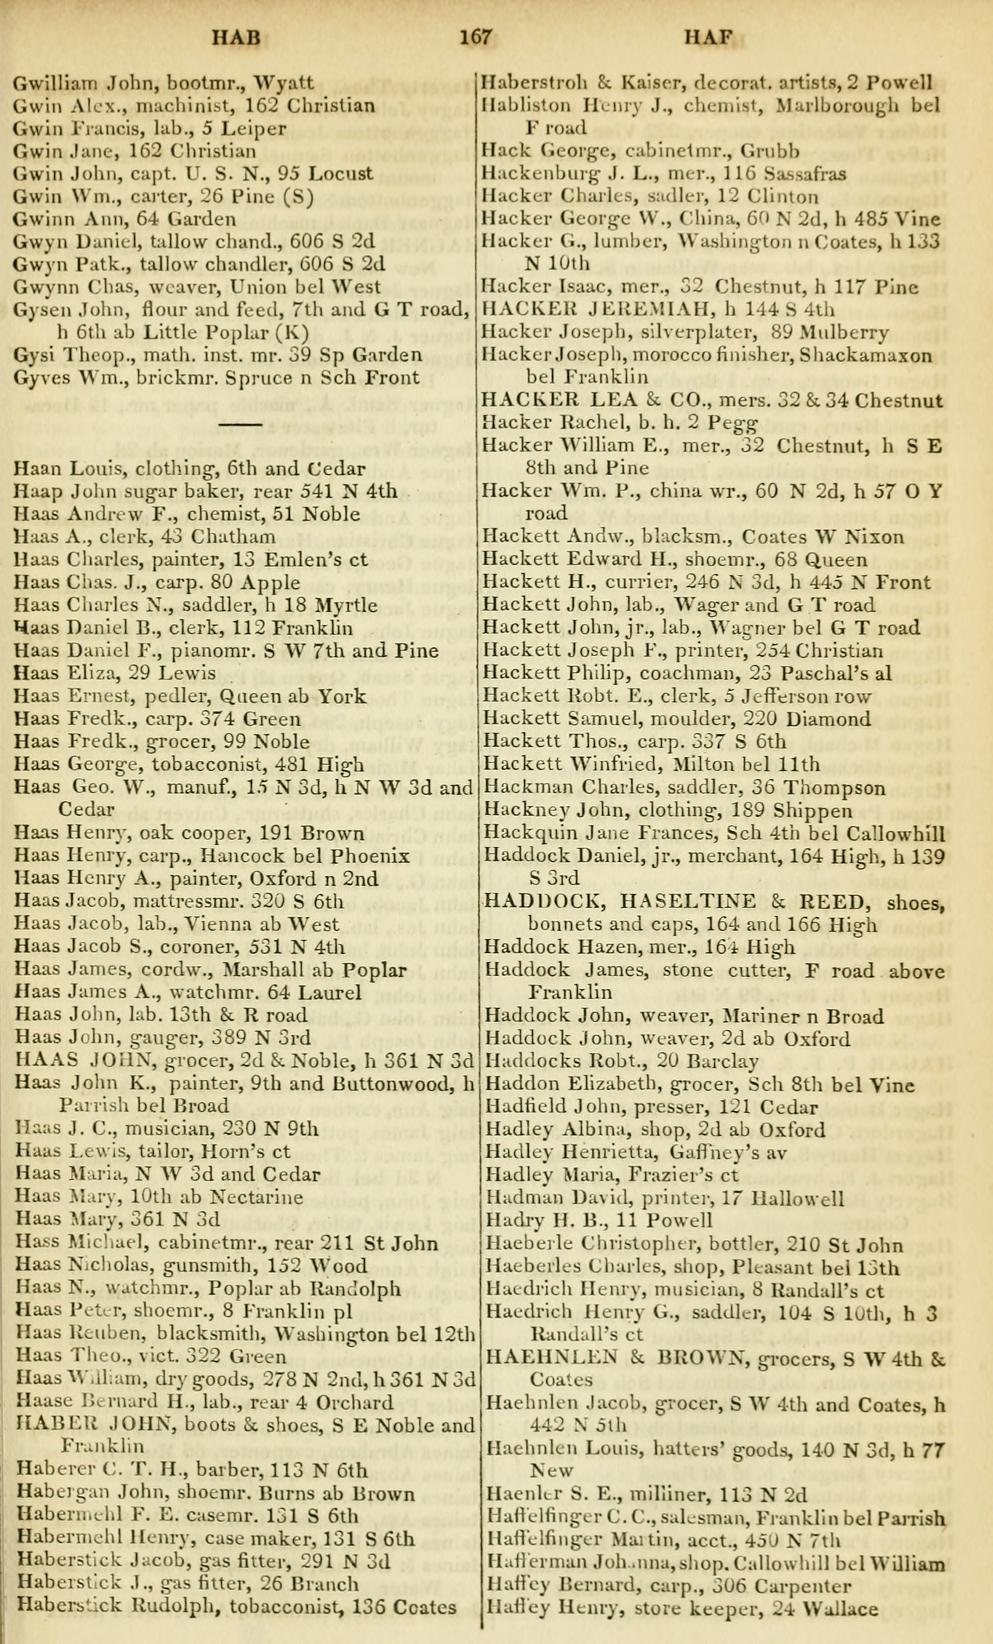 HAB 167 HAF
Gwilliam John, bootmr., Wyatt
Gwin Alex., machinist, 162 Christian
Gwin Francis, lab., 5 Leiper
Gwin Jane, 162 Christian
Gwin John, capt. U. S. N., 95 Locust
Gwin Wm., carter, 26 Pine (S)
Gwinn Ann, 64 Garden
Gwyn Daniel, tallow chand., 606 S 2d
Gwyn Patk., tallow chandler, 606 S 2d
Gwynn Chas, weaver, Union bel West
Gysen John, flour and feed, 7th and G T road,
h 6th ab Little Poplar (K)
Gysi Theop., math. inst. mr. 39 Sp Garden
Gyves Wm., brickmr. Spruce n Sch Front
Haan Louis, clothing, 6th and Cedar
Haap John sugar baker, rear 541 N 4th
Haas Andrew F., chemist, 51 Noble
Haas A., clerk, 43 Chatham
Haas Charles, painter, 13 Emlen's ct
Haas Chas. J., carp. 80 Apple
Haas Charles N., saddler, h 18 Myrtle
Haas Daniel B., clerk, 112 Franklin
Haas Daniel F., pianomr. S W 7th and Pine
Haas Eliza, 29 Lewis
Haas Ernest, pedler, Queen ab York
Haas Fredk., carp. 374 Green
Haas Fredk., grocer, 99 Noble
Haas George, tobacconist, 481 High
Haas Geo. W., manuf., 15 N 3d, h N W 3d and
Cedar
Haas Henry, oak cooper, 191 Brown
Haas Henry, carp., Hancock bel Phoenix
Haas Henry A., painter, Oxford n 2nd
Haas Jacob, mattressmr. 320 S 6th
Haas Jacob, lab., Vienna ab West
Haas Jacob S., coroner, 531 N 4th
Haas James, cordw., Marshall ab Poplar
Haas James A., watchmr. 64 Laurel
Haas John, lab. 13th & R road
Haas John, gauger, 389 N 3rd
HAAS JOHN, grocer, 2d & Noble, h 361 N 3d
Haas John K., painter, 9th and Buttonwood, h
Parrish bel Broad
Haas J. C., musician, 230 N 9th
Haas Lewis, tailor, Horn's ct
Haas Maria, N W 3d and Cedar
Haas Mary, 10th ab Nectarine
Haas Mary, 361 N 3d
Hass Michael, cabinetmr., rear 211 St John
Haas Nicholas, gunsmith, 152 Wood
Haas N., watchmr., Poplar ab Randolph
Haas Peter, shoemr., 8 Franklin pl
Haas Reuben, blacksmith, Washington bel 12th
Haas Theo., vict. 322 Green
Haas William, dry goods, 278 N 2nd, h 361 N 3d
Haase Bernard H., lab., rear 4 Orchard
HABER JOHN, boots & shoes, S E Noble and
Franklin
Haberer C. T. H., barber, 113 N 6th
Habergan John, shoemr. Burns ab Brown
Habermehl F. E. casemr. 131 S 6th
Habermehl Henry, case maker, 131 S 6th
Haberstick Jacob, gas fitter, 291 N 3d
Haberstick J., gas fitter, 26 Branch
Haberstick Rudolph, tobacconist, 136 Coates
Haberstroh & Kaiser, decorat. artists, 2 Powell
Habliston Henry J., chemist, Marlborough bel
F road
Hack George, cabinetmr., Grubb
Hackenburg J. L., mer., 116 Sassafras
Hacker Charles, sadler, 12 Clinton
Hacker George W., China, 60 N 2d, h 485 Vine
Hacker G., lumber, Washington n Coates, h 133
N 10th
Hacker Isaac, mer., 32 Chestnut, h 117 Pine
HACKER JEREMIAH, h 144 S 4th
Hacker Joseph, silverplater, 89 Mulberry
Hacker Joseph, morocco finisher, Shackamaxon
bel Franklin
HACKER LEA & CO., mers. 32 & 34 Chestnut
Hacker Rachel, b. h. 2 Pegg
Hacker William E., mer., 32 Chestnut, h S E
8th and Pine
Hacker Wm. P., china wr., 60 N 2d, h 57 O Y
road
Hackett Andw., blacksm., Coates W Nixon
Hackett Edward H., shoemr., 68 Queen
Hackett H., currier, 246 N 3d, h 445 N Front
Hackett John, lab., Wager and G T road
Hackett John, jr., lab., Wagner bel G T road
Hackett Joseph F., printer, 254 Christian
Hackett Philip, coachman, 23 Paschal's al
Hackett Robt. E., clerk, 5 Jefferson row
Hackett Samuel, moulder, 220 Diamond
Hackett Thos., carp. 337 S 6th
Hackett Winfried, Milton bel 11th
Hackman Charles, saddler, 36 Thompson
Hackney John, clothing, 189 Shippen
Hackquin Jane Frances, Sch 4th bel Callowhill
Haddock Daniel, jr., merchant, 164 High, h 139
S 3rd
HADDOCK, HASELTINE & REED, shoes,
bonnets and caps, 164 and 166 High
Haddock Hazen, mer., 164 High
Haddock James, stone cutter, F road above
Franklin
Haddock John, weaver, Mariner n Broad
Haddock John, weaver, 2d ab Oxford
Haddocks Robt., 20 Barclay
Haddon Elizabeth, grocer, Sch 8th bel Vine
Hadfield John, presser, 121 Cedar
Hadley Albina, shop, 2d ab Oxford
Hadley Henrietta, Gaffney's av
Hadley Maria, Frazier's ct
Hadman David, printer, 17 Hallowell
Hadry H. B., 11 Powell
Haeberle Christopher, bottler, 210 St John
Haeberles Charles, shop, Pleasant bel 13th
Haedrich Henry, musician, 8 Randall's ct
Haedrich Henry G., saddler, 104 S 10th, h 3
Randall's ct
HAEHNLEN & BROWN, grocers, S W 4th &
Coates
Haehnlen Jacob, grocer, S W 4th and Coates, h
442 N 5th
Haehnlen Louis, hatters' goods, 140 N 3d, h 77
New
Haenler S. E., milliner, 113 N 2d
Haffelfinger C. C., salesman, Franklin bel Parrish
Haffelfinger Martin, acct., 450 N 7th
Hafferman Johanna, shop. Callowhill bel William
Haffey Bernard, carp., 306 Carpenter
Haffey Henry, store keeper, 24 Wallace